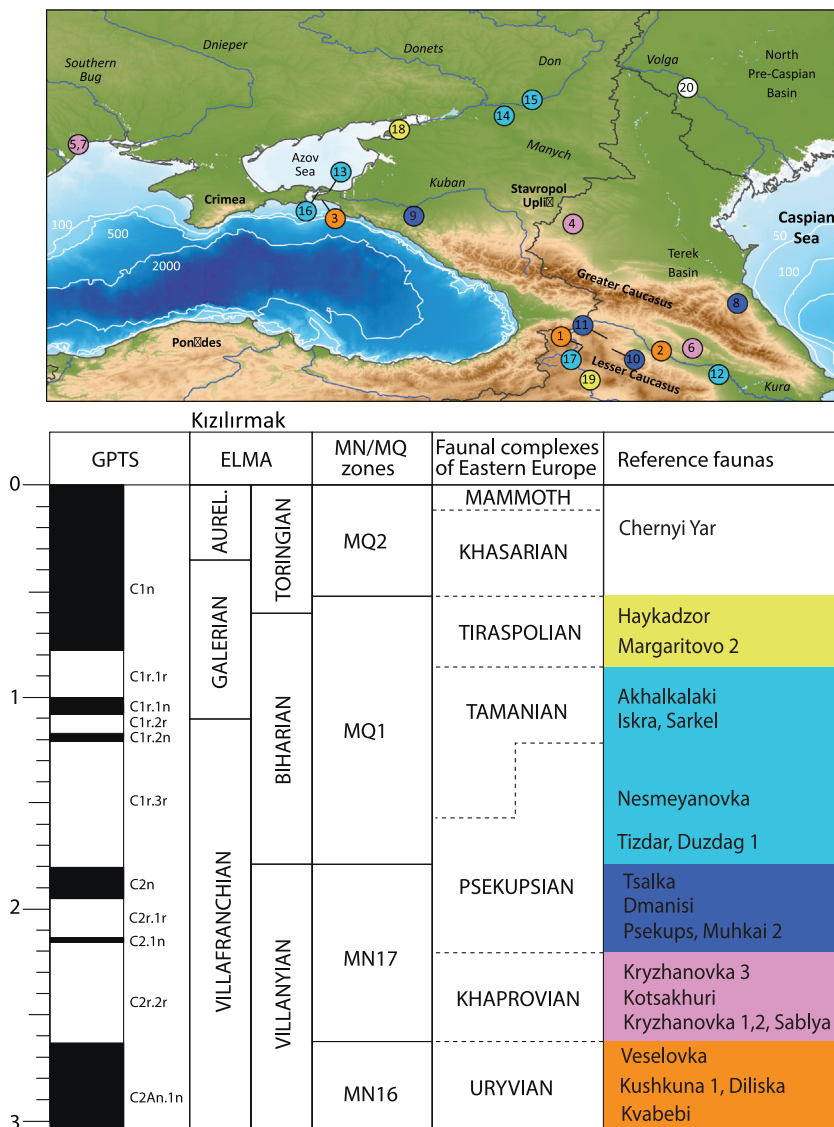 Dnieper
Donets
Don
Volga
North
Pre-Caspian
Basin
Southern
Bug
20
15
14
18
5,7
Azov
Sea
13
Manych
Crimea
Kuban
Stavropol
Upli
16
3
9
4
Caspian
Sea
100
500
50
2000
100
Terek
Basin
Greater Caucasus
8
11
1
Pon des
2
6
17
10
Lesser Caucasus
12
19
Kura
Kızılırmak
GPTS
ELMA
MN/MQ
zones
Faunal complexes
of Eastern Europe
Reference faunas
0
AUREL.
TORINGIAN
MQ2
MAMMOTH
KHASARIAN
Chernyi Yar
C1n
GALERIAN
TIRASPOLIAN
Haykadzor
Margaritovo 2
C1r.1r
1
C1r.1n
C1r.2r
C1r.2n
BIHARIAN
MQ1
TAMANIAN
Akhalkalaki
Iskra, Sarkel
C1r.3r
Nesmeyanovka
Tizdar, Duzdag 1
VILLAFRANCHIAN
C2n
2
C2r.1r
C2.1n
C2r.2r
VILLANYIAN
MN17
PSEKUPSIAN
Tsalka
Dmanisi
Psekups, Muhkai 2
KHAPROVIAN
Kryzhanovka 3
Kotsakhuri
Kryzhanovka 1,2, Sablya
C2An.1n
MN16
URYVIAN
Veselovka
Kushkuna 1, Diliska
Kvabebi
3